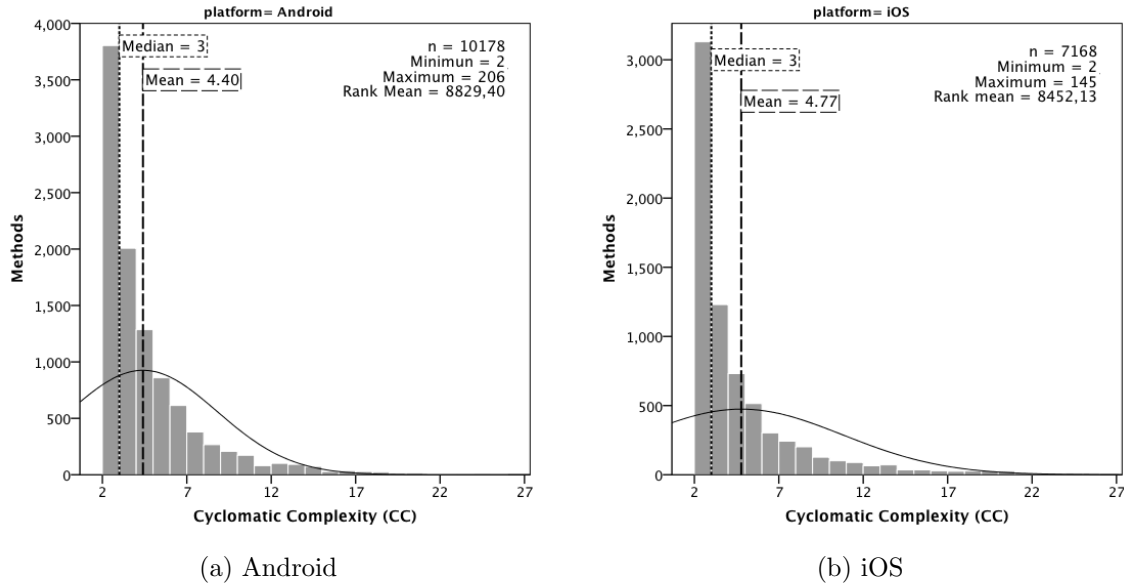 platform= Android
4,000
3,500
3,000
2,500
2,000
1,500
1,000
500
0
Methods
Median = 3
Mean = 4.40
n = 10178
Minimun = 2
Maximum = 206
Rank Mean = 8829,40
2 7 12 17 22 27
Cyclomatic Complexity (CC)
(a) Android
platform= iOS
3,000
2,500
2,000
1,500
1,000
500
0
Methods
Median = 3
Mean = 4.77
n = 7168
Minimum = 2
Maximum = 145
Rank mean = 8452,13
2 7 12 17 22 27
Cyclomatic Complexity (CC)
(b) iOS